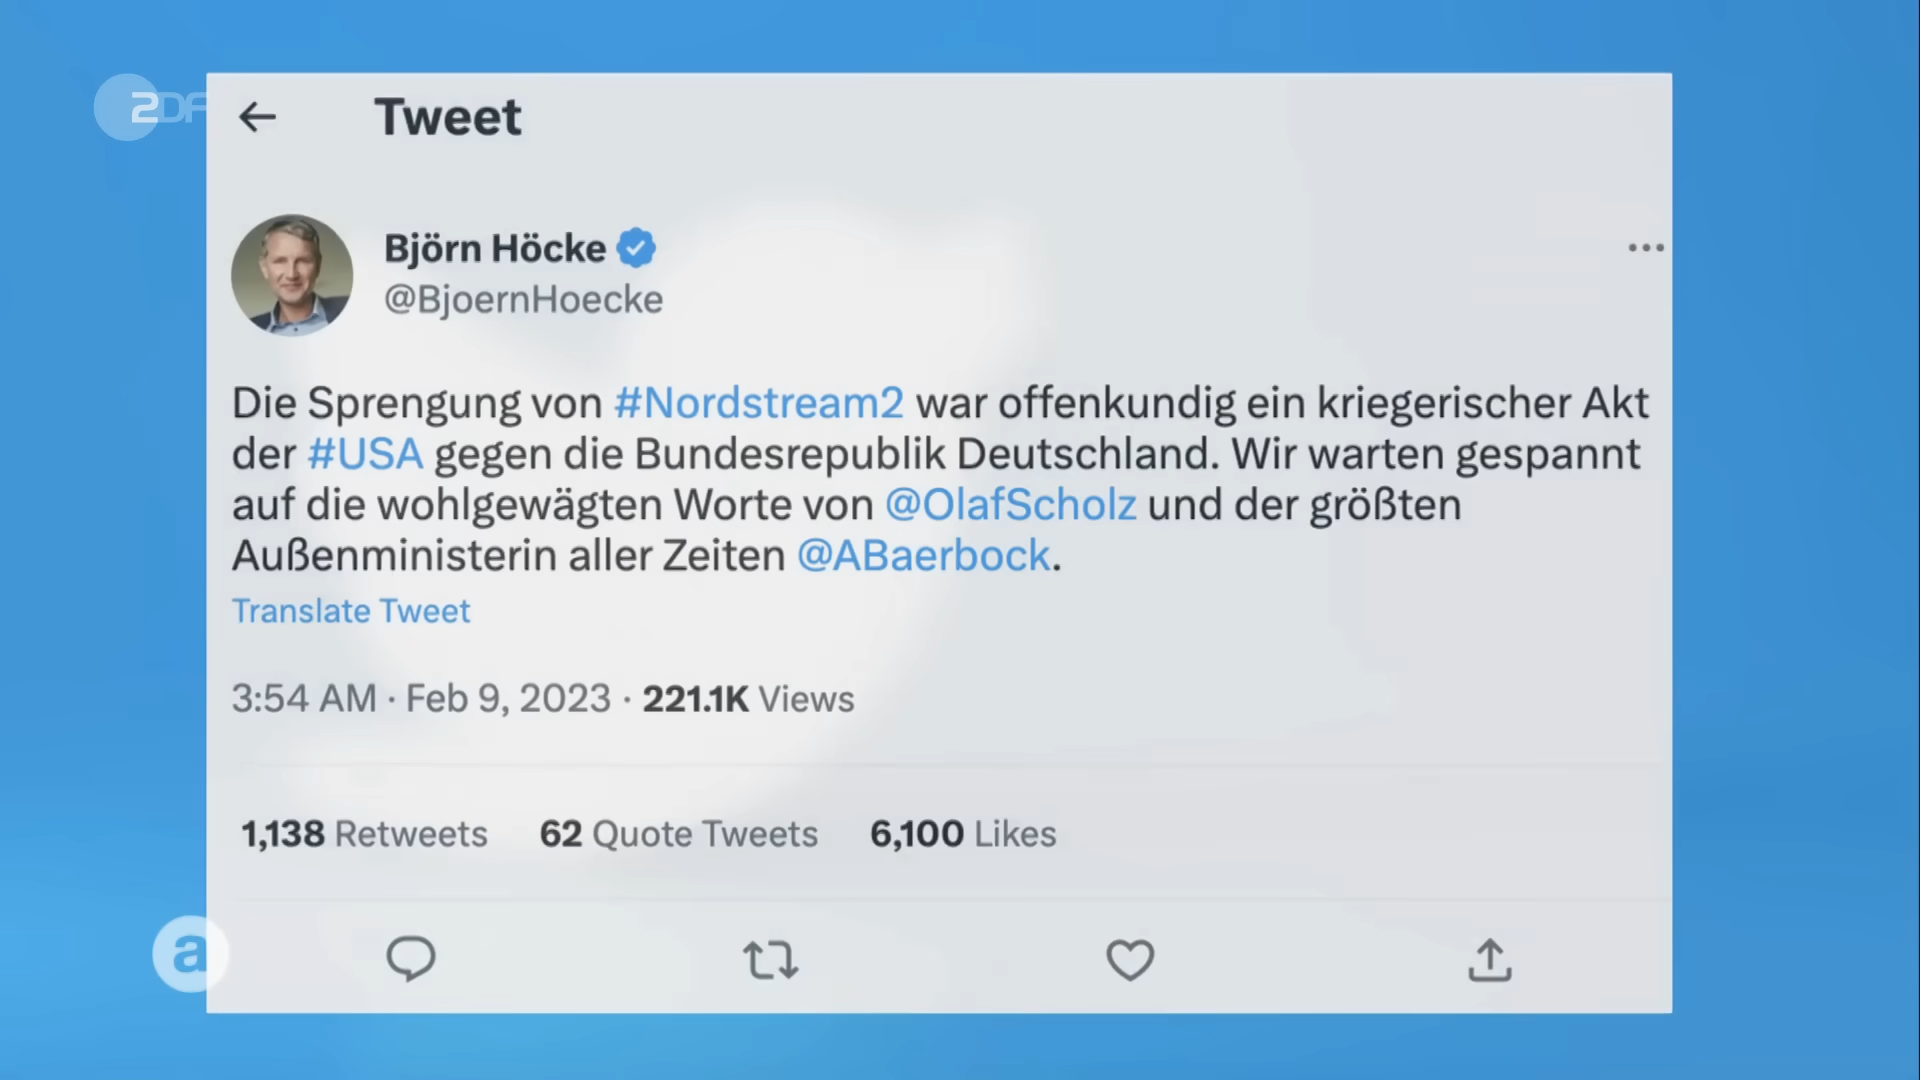 ZDF
Tweet
Björn Höcke
@BjoernHoecke
Die Sprengung von #Nordstream2 war offenkundig ein kriegerischer Akt
der #USA gegen die Bundesrepublik Deutschland. Wir warten gespannt
auf die wohlgewägten Worte von @OlafScholz und der größten
Außenministerin aller Zeiten @ABaerbock.
Translate Tweet
3:54 AM · Feb 9, 2023 · 221.1K Views
1,138 Retweets 62 Quote Tweets 6,100 Likes
a